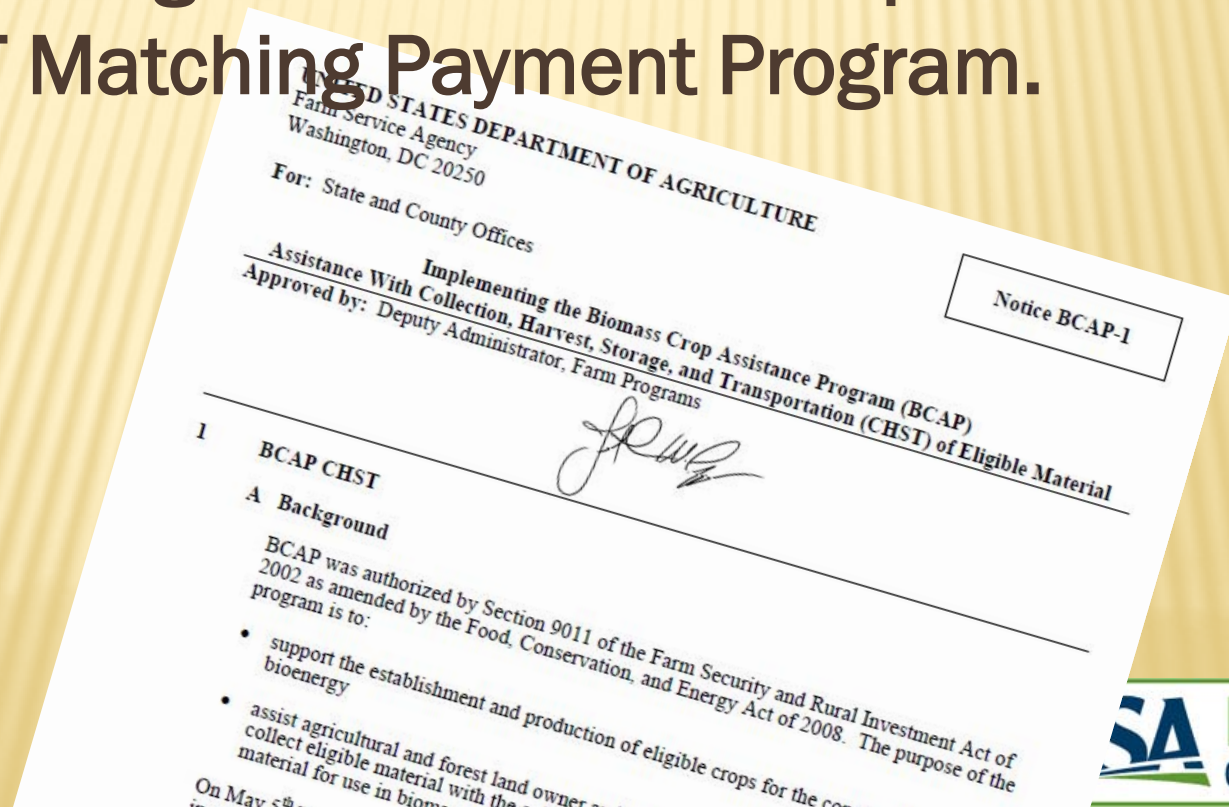 Matching Payment Program.
UNITED STATES DEPARTMENT OF AGRICULTURE
Farm Service Agency
Washington, DC 20250
For: State and County Offices
Notice BCAP-1
Implementing the Biomass Crop Assistance Program (BCAP)
Assistance With Collection, Harvest, Storage, and Transportation (CHST) of Eligible Material
Approved by: Deputy Administrator, Farm Programs
1 BCAP CHST
A Background
BCAP was authorized by Section 9011 of the Farm Security and Rural Investment Act of
2002 as amended by the Food, Conservation, and Energy Act of 2008. The purpose of the
program is to:
• support the establishment and production of eligible crops for the
bioenergy
• assist agricultural and forest land owner
collect eligible material with the
material for use in
On May 5th
SA